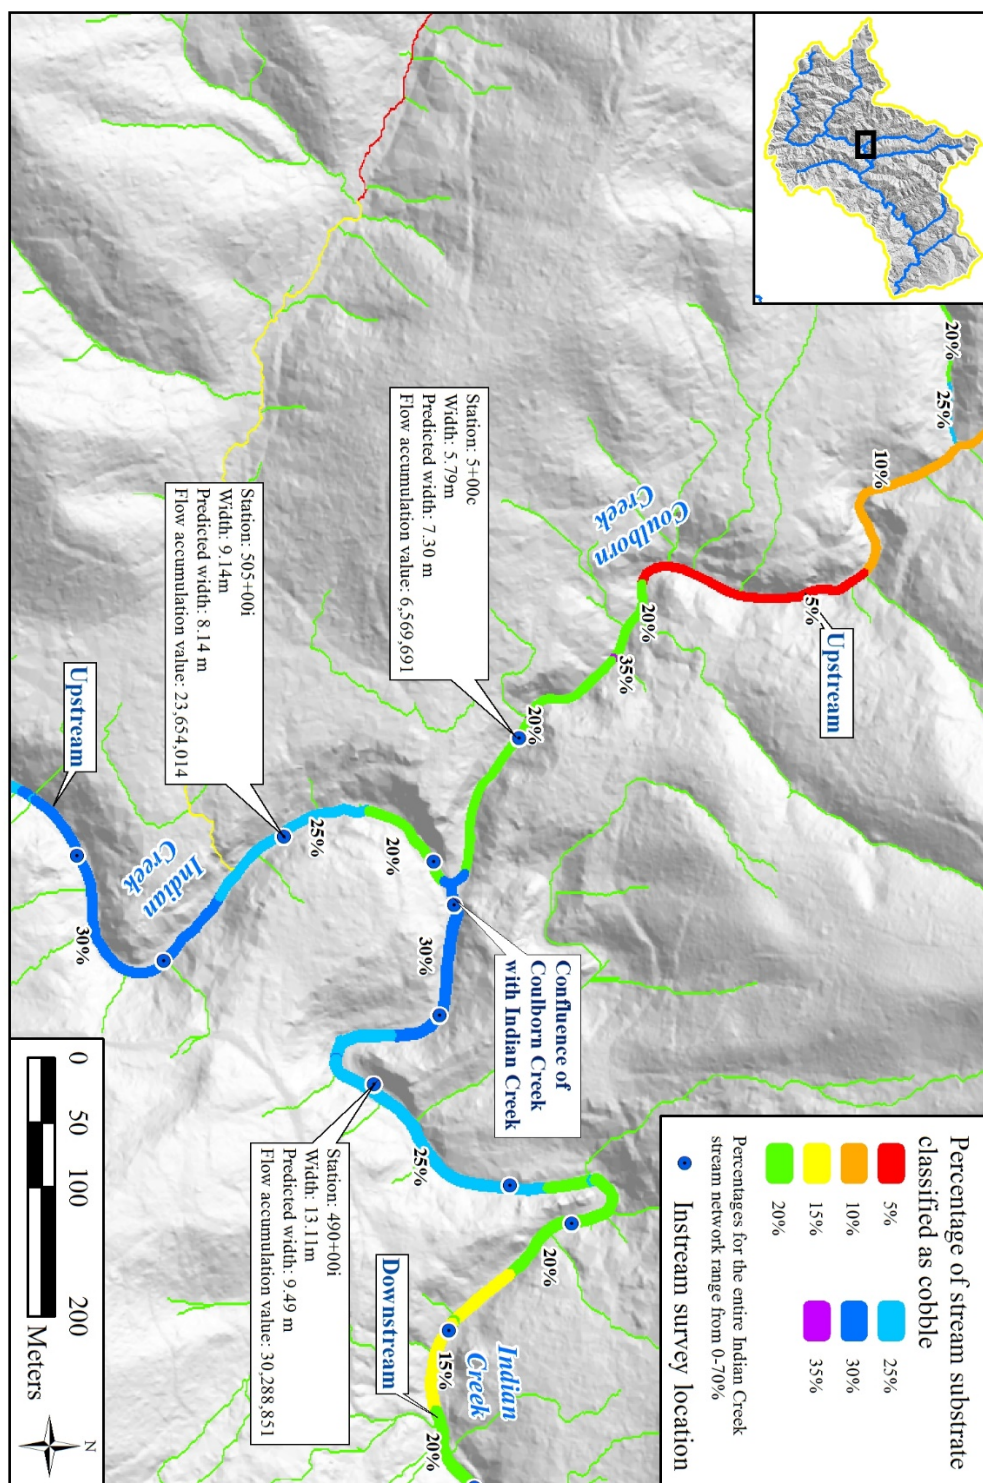 20%
25%
10%
Coulborn
Creek
5%
Upstream
20%
35%
20%
Station: 5+00c
Width: 5.79m
Predicted width: 7.30 m
Flow accumulation value: 6,569,691
Station: 505+00i
Width: 9.14m
Predicted width: 8.14 m
Flow accumulation value: 23,654,014
Upstream
25%
20%
Indian
Creek
30%
30%
Confluence of
Coulborn Creek
with Indian Creek
25%
Station: 490+00i
Width: 13.11m
Predicted width: 9.49 m
Flow accumulation value: 30,288,851
20%
Downstream
15%
Indian
Creek
20%
Percentage of stream substrate
classified as cobble
5%
10%
15%
20%
25%
30%
35%
Percentages for the entire Indian Creek
stream network range from 0-70%
Instream survey location
0 50 100 200
Meters
N